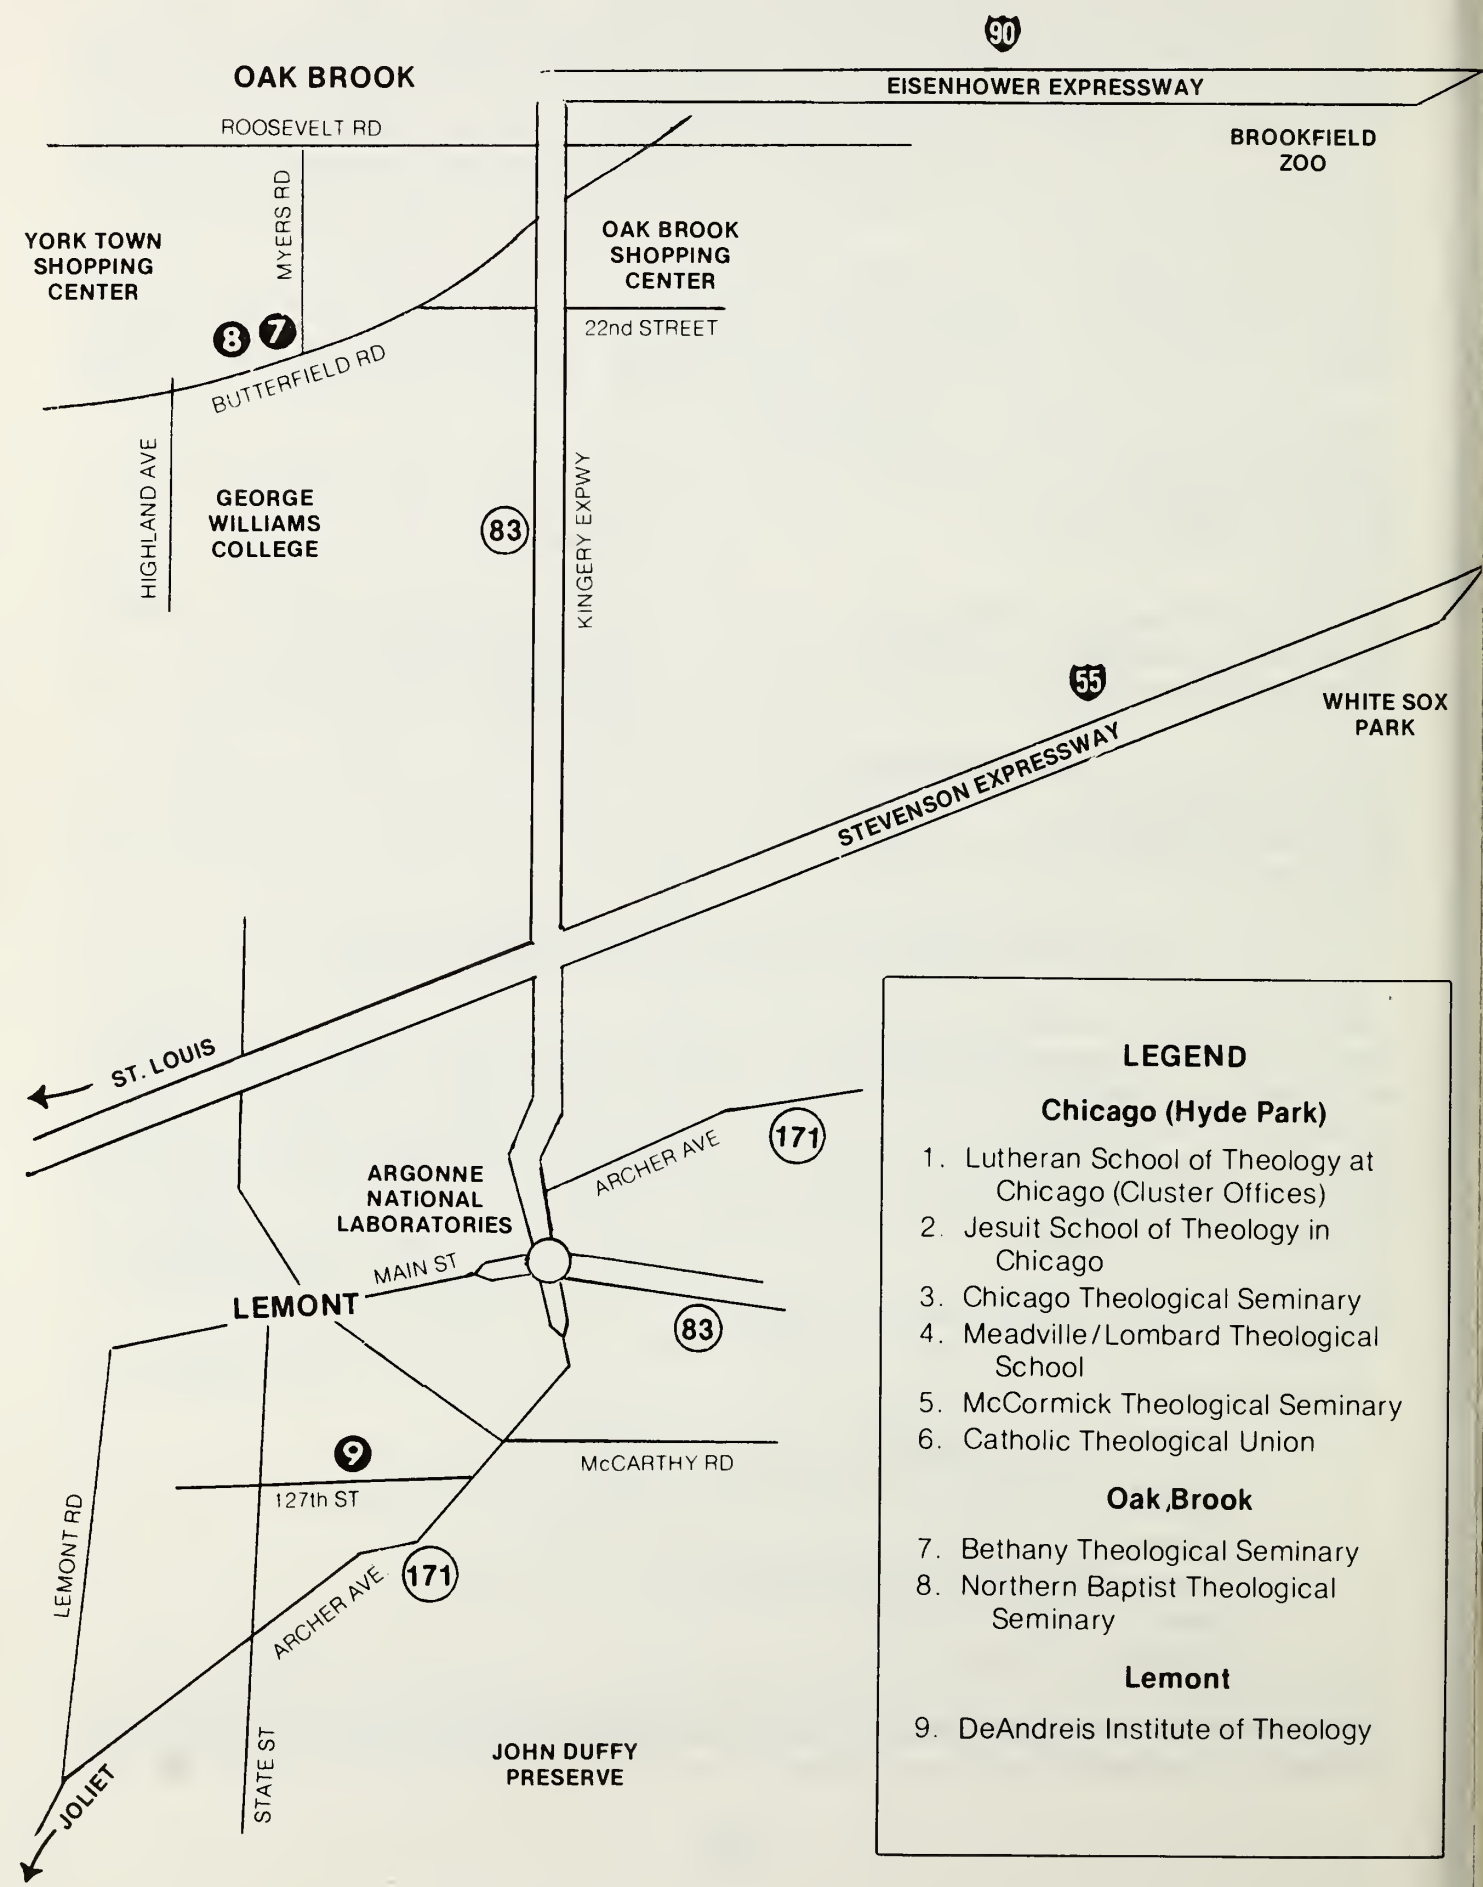 90
OAK BROOK
EISENHOWER EXPRESSWAY
ROOSEVELT RD
BROOKFIELD
ZOO
MYERS RD
YORK TOWN
SHOPPING
CENTER
OAK BROOK
SHOPPING
CENTER
8 7
22nd STREET
BUTTERFIELD RD
HIGHLAND AVE
GEORGE
WILLIAMS
COLLEGE
83
KINGERY EXPWY
55
WHITE SOX
PARK
STEVENSON EXPRESSWAY
ST. LOUIS
ARGONNE
NATIONAL
LABORATORIES
ARCHER AVE
171
MAIN ST
LEMONT
83
9
127th ST
McCARTHY RD
LEMONT RD
ARCHER AVE.
171
STATE ST
JOHN DUFFY
PRESERVE
JOLIET
LEGEND
Chicago (Hyde Park)
1. Lutheran School of Theology at
Chicago (Cluster Offices)
2. Jesuit School of Theology in
Chicago
3. Chicago Theological Seminary
4. Meadville/Lombard Theological
School
5. McCormick Theological Seminary
6. Catholic Theological Union
Oak Brook
7. Bethany Theological Seminary
8. Northern Baptist Theological
Seminary
Lemont
9. DeAndreis Institute of Theology